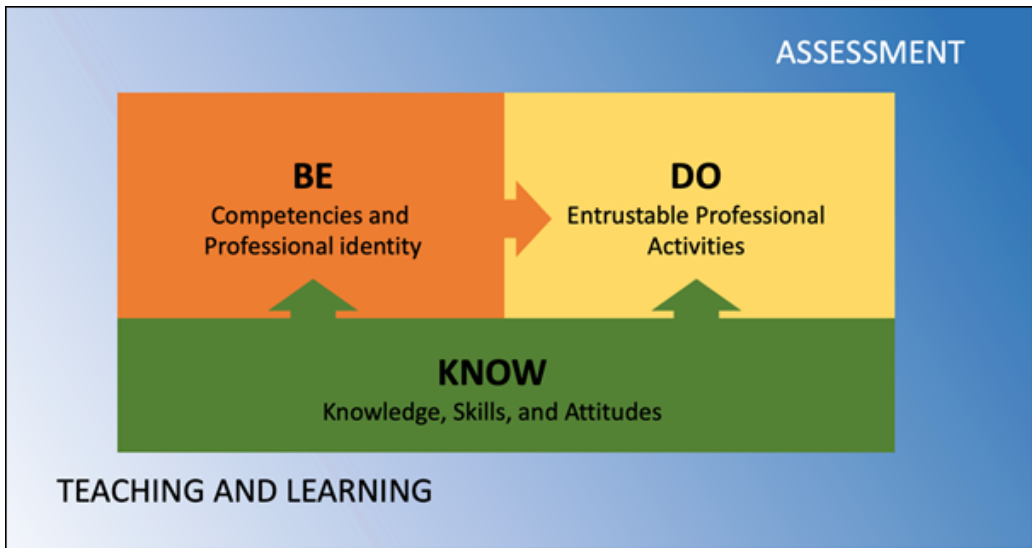 ASSESSMENT
BE
Competencies and
Professional identity
DO
Entrustable Professional
Activities
KNOW
Knowledge, Skills, and Attitudes
TEACHING AND LEARNING